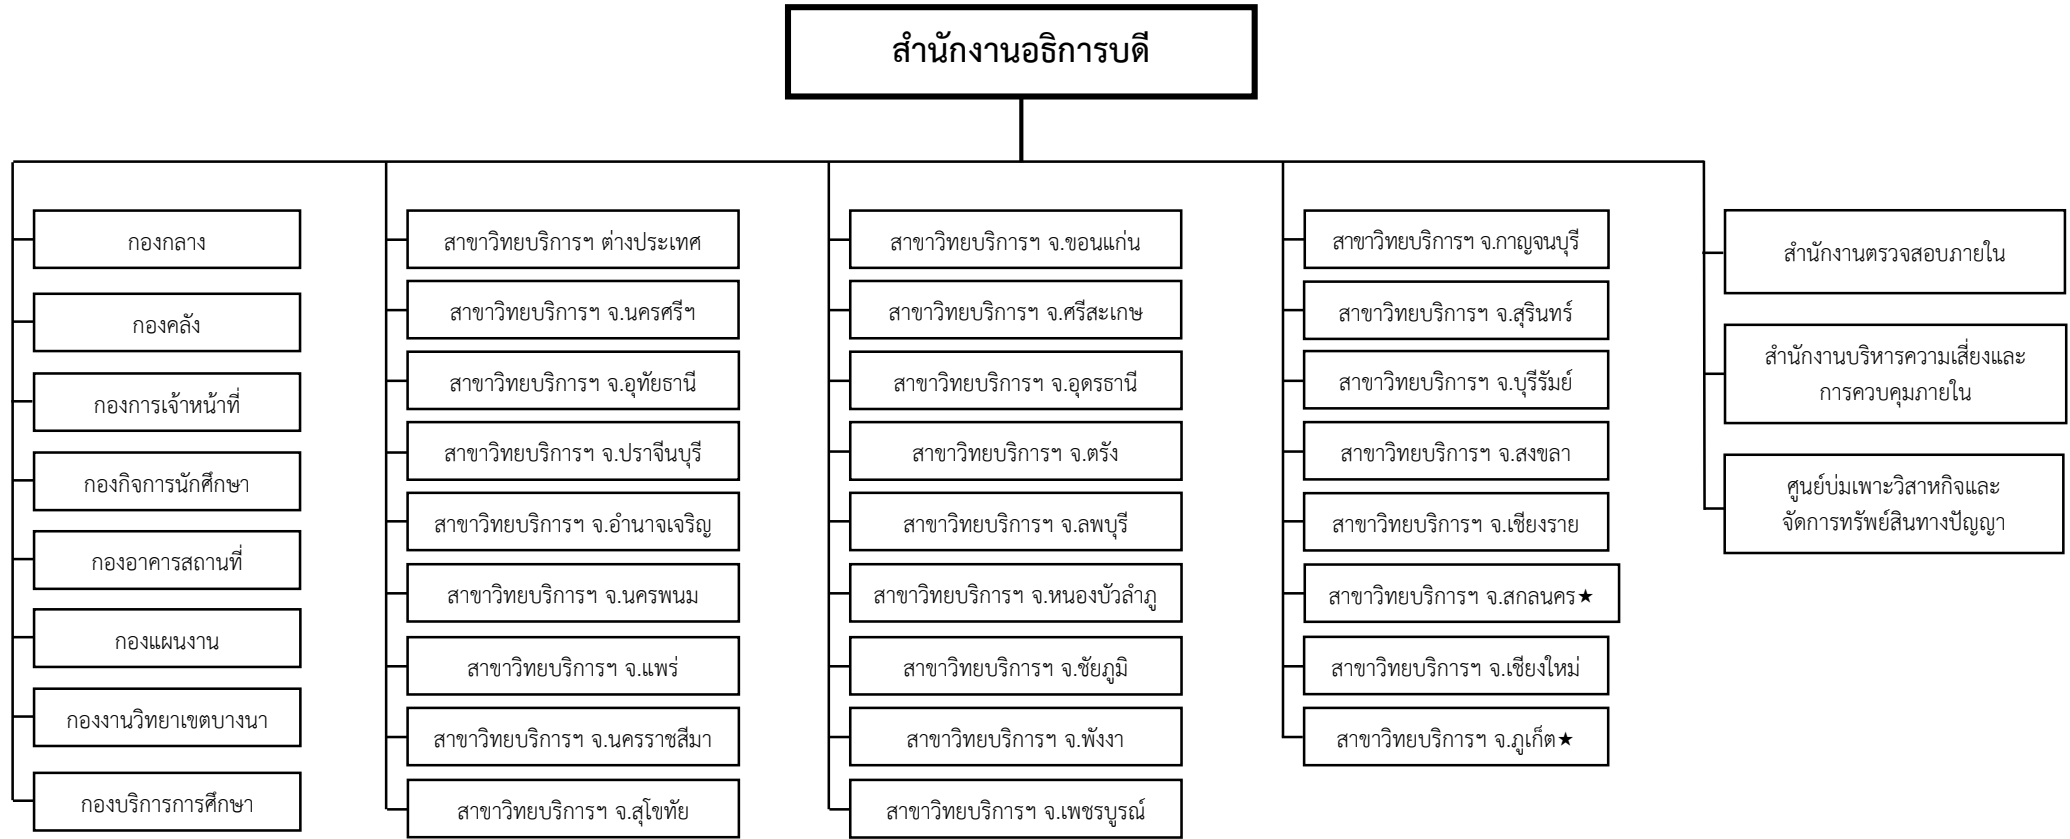 สำนักงานอธิการบดี
กองกลาง
กองคลัง
กองการเจ้าหน้าที่
กองกิจการนักศึกษา
กองอาคารสถานที่
กองแผนงาน
กองงานวิทยาเขตบางนา
กองบริการการศึกษา
สาขาวิทยบริการฯ ต่างประเทศ
สาขาวิทยบริการฯ จ.นครศรีฯ
สาขาวิทยบริการฯ จ.อุทัยธานี
สาขาวิทยบริการฯ จ.ปราจีนบุรี
สาขาวิทยบริการฯ จ.อำนาจเจริญ
สาขาวิทยบริการฯ จ.นครพนม
สาขาวิทยบริการฯ จ.แพร่
สาขาวิทยบริการฯ จ.นครราชสีมา
สาขาวิทยบริการฯ จ.สุโขทัย
สาขาวิทยบริการฯ จ.ขอนแก่น
สาขาวิทยบริการฯ จ.ศรีสะเกษ
สาขาวิทยบริการฯ จ.อุดรธานี
สาขาวิทยบริการฯ จ.ตรัง
สาขาวิทยบริการฯ จ.ลพบุรี
สาขาวิทยบริการฯ จ.หนองบัวลำภู
สาขาวิทยบริการฯ จ.ชัยภูมิ
สาขาวิทยบริการฯ จ.พังงา
สาขาวิทยบริการฯ จ.เพชรบูรณ์
สาขาวิทยบริการฯ จ.กาญจนบุรี
สาขาวิทยบริการฯ จ.สุรินทร์
สาขาวิทยบริการฯ จ.บุรีรัมย์
สาขาวิทยบริการฯ จ.สงขลา
สาขาวิทยบริการฯ จ.เชียงราย
สาขาวิทยบริการฯ จ.สกลนคร★
สาขาวิทยบริการฯ จ.เชียงใหม่
สาขาวิทยบริการฯ จ.ภูเก็ต★
สำนักงานตรวจสอบภายใน
สำนักงานบริหารความเสี่ยงและ
การควบคุมภายใน
ศูนย์บ่มเพาะวิสาหกิจและ
จัดการทรัพย์สินทางปัญญา